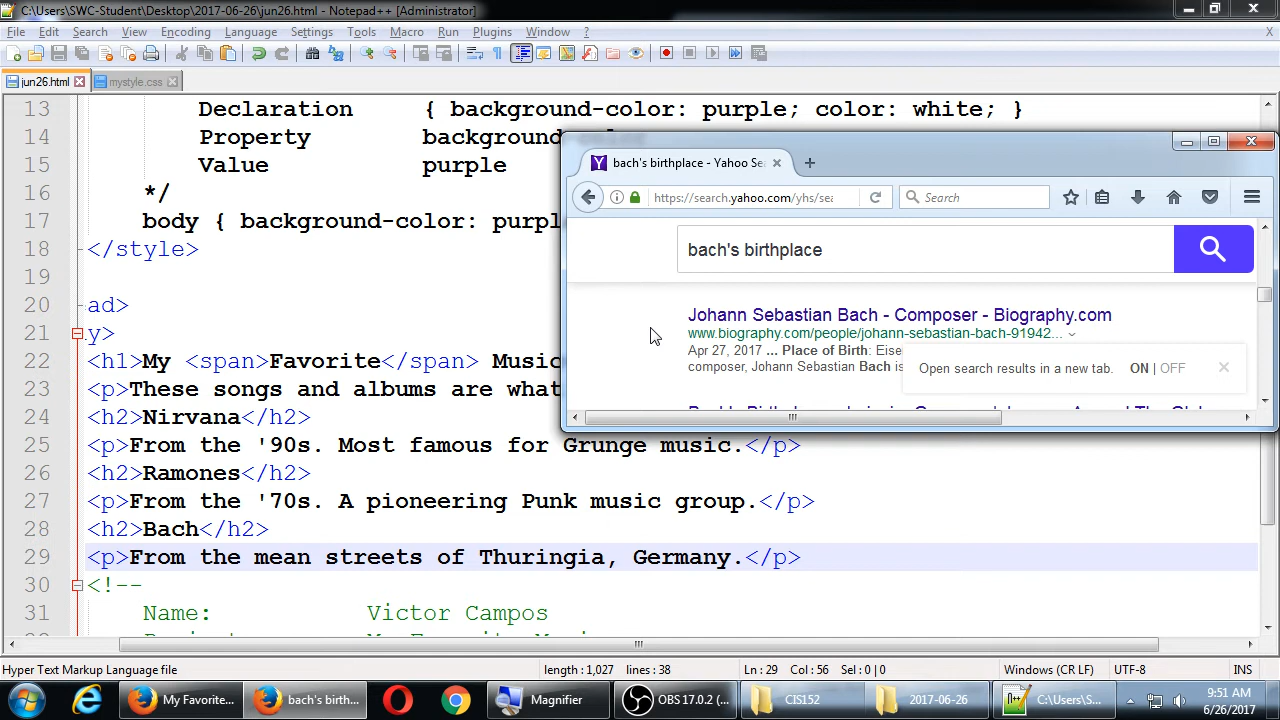 C:\Users\SWC-Student\Desktop\2017-06-26\jun26.html - Notepad++ [Administrator]
File Edit Search View Encoding Language Settings Tools Macro Run Plugins Window ? X
jun26.html mystyle.css
13 Declaration { background-color: purple; color: white; }
14 Property background-color
15 Value purple
16 */
17 body { background-color: purpl
18 </style>
19
20 ad>
21 y>
22 <h1>My <span>Favorite</span> Music
23 <p>These songs and albums are what
24 <h2>Nirvana</h2>
25 <p>From the '90s. Most famous for Grunge music.</p>
26 <h2>Ramones</h2>
27 <p>From the '70s. A pioneering Punk music group.</p>
28 <h2>Bach</h2>
29 <p>From the mean streets of Thuringia, Germany.</p>
30 <!--
31 Name: Victor Campos
bach's birthplace - Yahoo Se
https://search.yahoo.com/yhs/sea
Search
bach's birthplace
Johann Sebastian Bach - Composer - Biography.com
www.biography.com/people/johann-sebastian-bach-91942...
Apr 27, 2017 ... Place of Birth: Eise
composer, Johann Sebastian Bach is
Open search results in a new tab. ON | OFF
Hyper Text Markup Language file length : 1,027 lines : 38 Ln : 29 Col : 56 Sel : 0 | 0 Windows (CR LF) UTF-8 INS
My Favorite... bach's birth... Magnifier OBS 17.0.2 (... CIS152 2017-06-26 C:\Users\S... 9:51 AM
6/26/2017